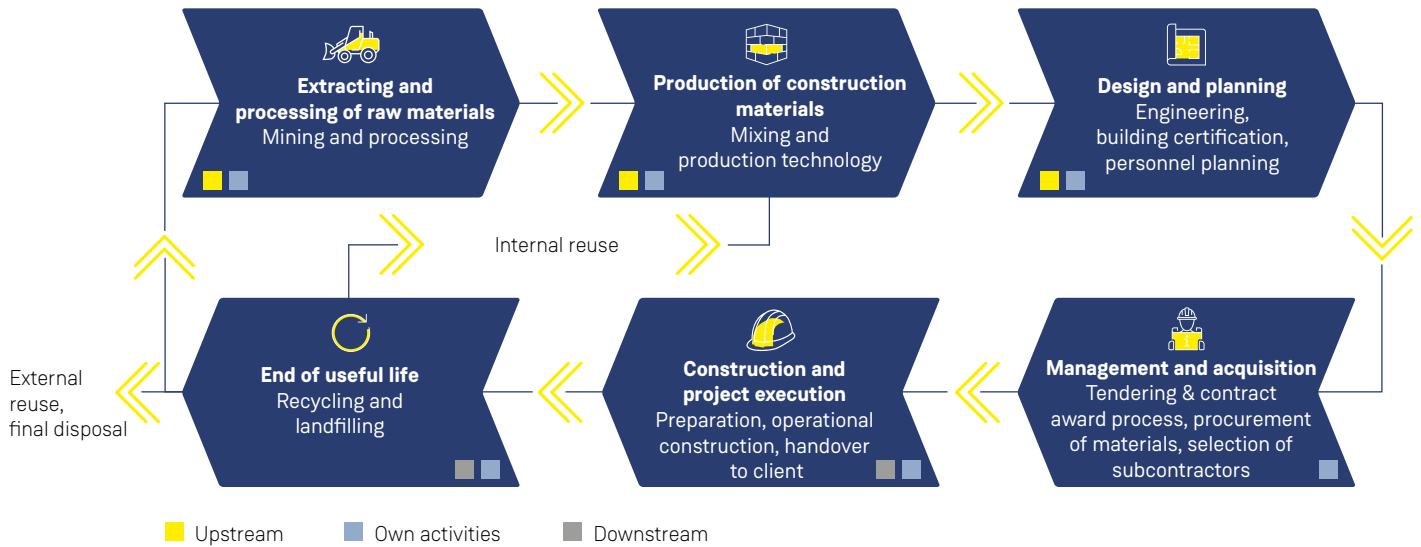 Extracting and
processing of raw materials
Mining and processing
Production of construction
materials
Mixing and
production technology
Design and planning
Engineering,
building certification,
personnel planning
Internal reuse
External
reuse,
final disposal
End of useful life
Recycling and
landfilling
Construction and
project execution
Preparation, operational
construction, handover
to client
Management and acquisition
Tendering & contract
award process, procurement
of materials, selection of
subcontractors
Upstream
Own activities
Downstream